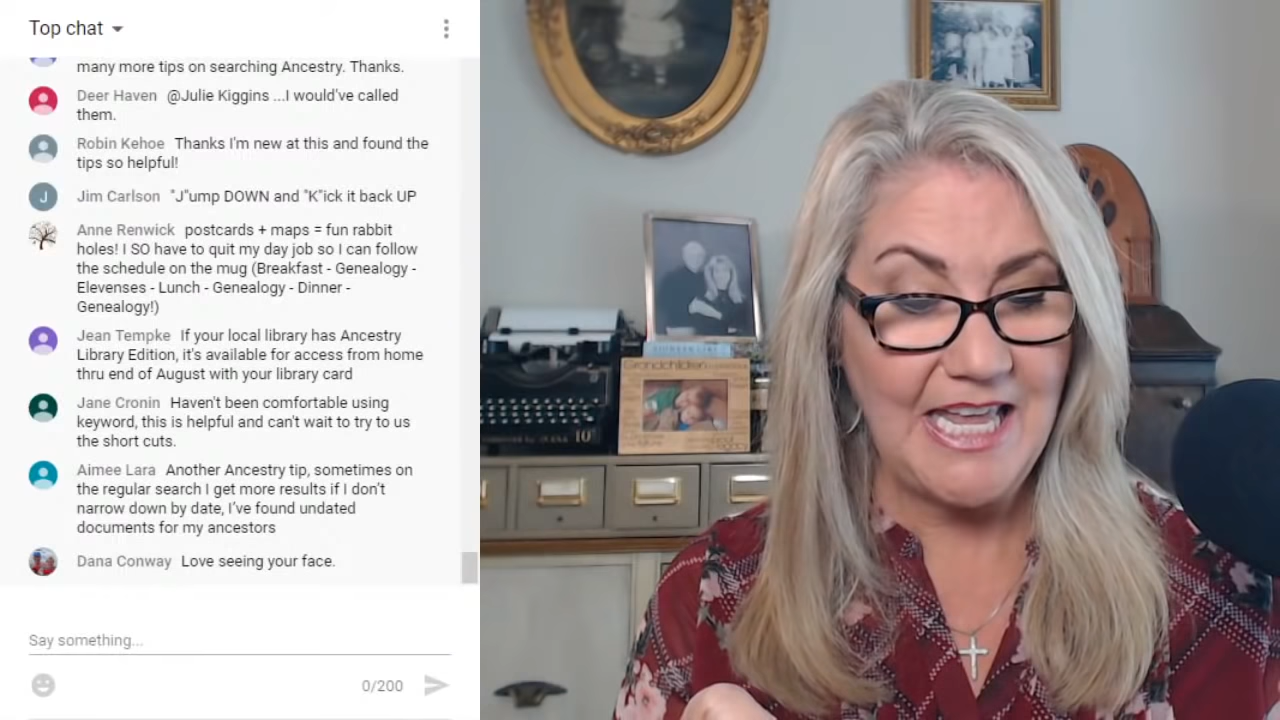 Top chat
many more tips on searching Ancestry. Thanks.
Deer Haven @Julie Kiggins ...I would've called
them.
Robin Kehoe Thanks I'm new at this and found the
tips so helpful!
J
Jim Carlson "J"ump DOWN and "K"ick it back UP
Anne Renwick postcards + maps = fun rabbit
holes! I SO have to quit my day job so I can follow
the schedule on the mug (Breakfast - Genealogy -
Elevenses - Lunch - Genealogy - Dinner -
Genealogy!)
Jean Tempke If your local library has Ancestry
Library Edition, it's available for access from home
thru end of August with your library card
Jane Cronin Haven't been comfortable using
keyword, this is helpful and can't wait to try to us
the short cuts.
Aimee Lara Another Ancestry tip, sometimes on
the regular search I get more results if I don't
narrow down by date, I've found undated
documents for my ancestors
Dana Conway Love seeing your face.
Say something...
0/200
Grandchildren
10